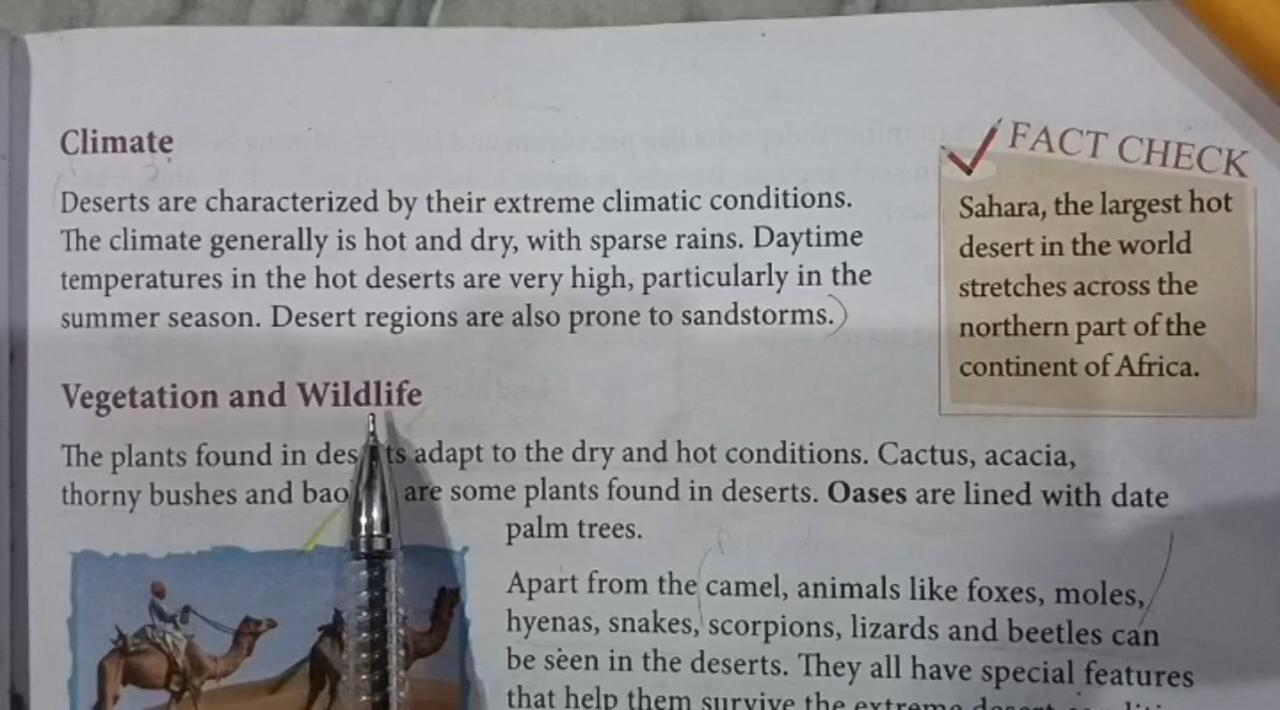 Climate
Deserts are characterized by their extreme climatic conditions.
The climate generally is hot and dry, with sparse rains. Daytime
temperatures in the hot deserts are very high, particularly in the
summer season. Desert regions are also prone to sandstorms.
FACT CHECK
Sahara, the largest hot
desert in the world
stretches across the
northern part of the
continent of Africa.
Vegetation and Wildlife
The plants found in des ts adapt to the dry and hot conditions. Cactus, acacia,
thorny bushes and bao are some plants found in deserts. Oases are lined with date
palm trees.
Apart from the camel, animals like foxes, moles,
hyenas, snakes, scorpions, lizards and beetles can
be seen in the deserts. They all have special features
that help them survive the extreme desert